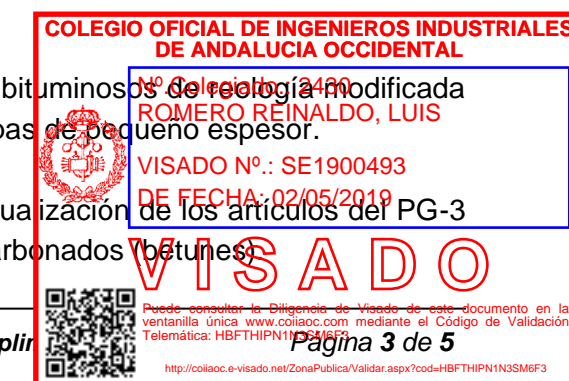 COLEGIO OFICIAL DE INGENIEROS INDUSTRIALES
DE ANDALUCIA OCCIDENTAL
bituminosos de reología modificada
Nº.Colegiado.: 2430
ROMERO REINALDO, LUIS
pas de pequeño espesor.
VISADO Nº.: SE1900493
DE FECHA: 02/05/2019
ualización de los artículos del PG-3
arbonados (betunes).
VISADO
Puede consultar la Diligencia de Visado de este documento en la
ventanilla única www.coiiaoc.com mediante el Código de Validación
Telemática: HBFTHIPN1N3SM6F3
plin Página 3 de 5
http://coiiaoc.e-visado.net/ZonaPublica/Validar.aspx?cod=HBFTHIPN1N3SM6F3